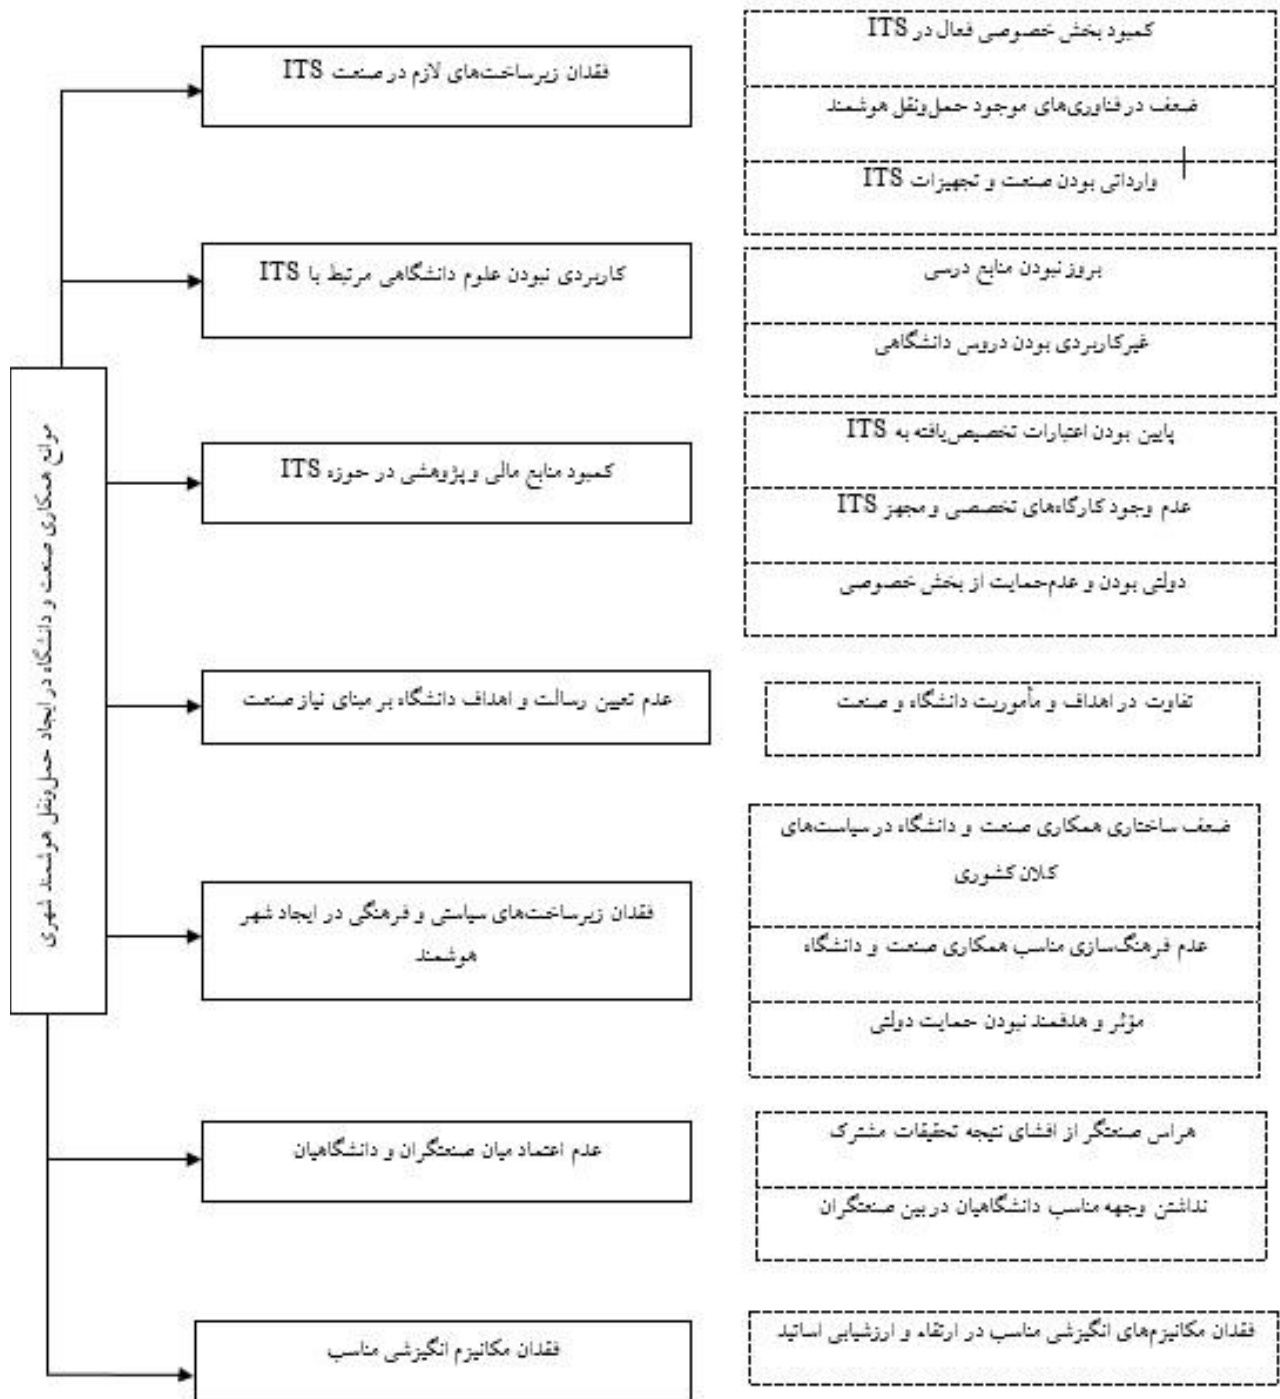 موانع همکاری صنعت و دانشگاه در ایجاد حمل‌ونقل هوشمند شهری
فقدان زیرساخت‌های لازم در صنعت ITS
کمبود بخش خصوصی فعال در ITS
ضعف در فناوری‌های موجود حمل‌ونقل هوشمند
وارداتی بودن صنعت و تجهیزات ITS
کاربردی نبودن علوم دانشگاهی مرتبط با ITS
بروز نبودن منابع درسی
غیرکاربردی بودن دروس دانشگاهی
کمبود منابع مالی و پژوهشی در حوزه ITS
پایین بودن اعتبارات تخصیص‌یافته به ITS
عدم وجود کارگاه‌های تخصصی و مجهز ITS
دولتی بودن و عدم‌حمایت از بخش خصوصی
عدم تعیین رسالت و اهداف دانشگاه بر مبنای نیاز صنعت
تفاوت در اهداف و مأموریت دانشگاه و صنعت
فقدان زیرساخت‌های سیاستی و فرهنگی در ایجاد شهر
هوشمند
ضعف ساختاری همکاری صنعت و دانشگاه در سیاست‌های
کلان کشوری
عدم فرهنگ‌سازی مناسب همکاری صنعت و دانشگاه
مؤثر و هدفمند نبودن حمایت دولتی
عدم اعتماد میان صنعتگران و دانشگاهیان
هراس صنعتگر از افشای نتیجه تحقیقات مشترک
نداشتن وجهه مناسب دانشگاهیان در بین صنعتگران
فقدان مکانیزم انگیزشی مناسب
فقدان مکانیزم‌های انگیزشی مناسب در ارتقاء و ارزشیابی اساتید